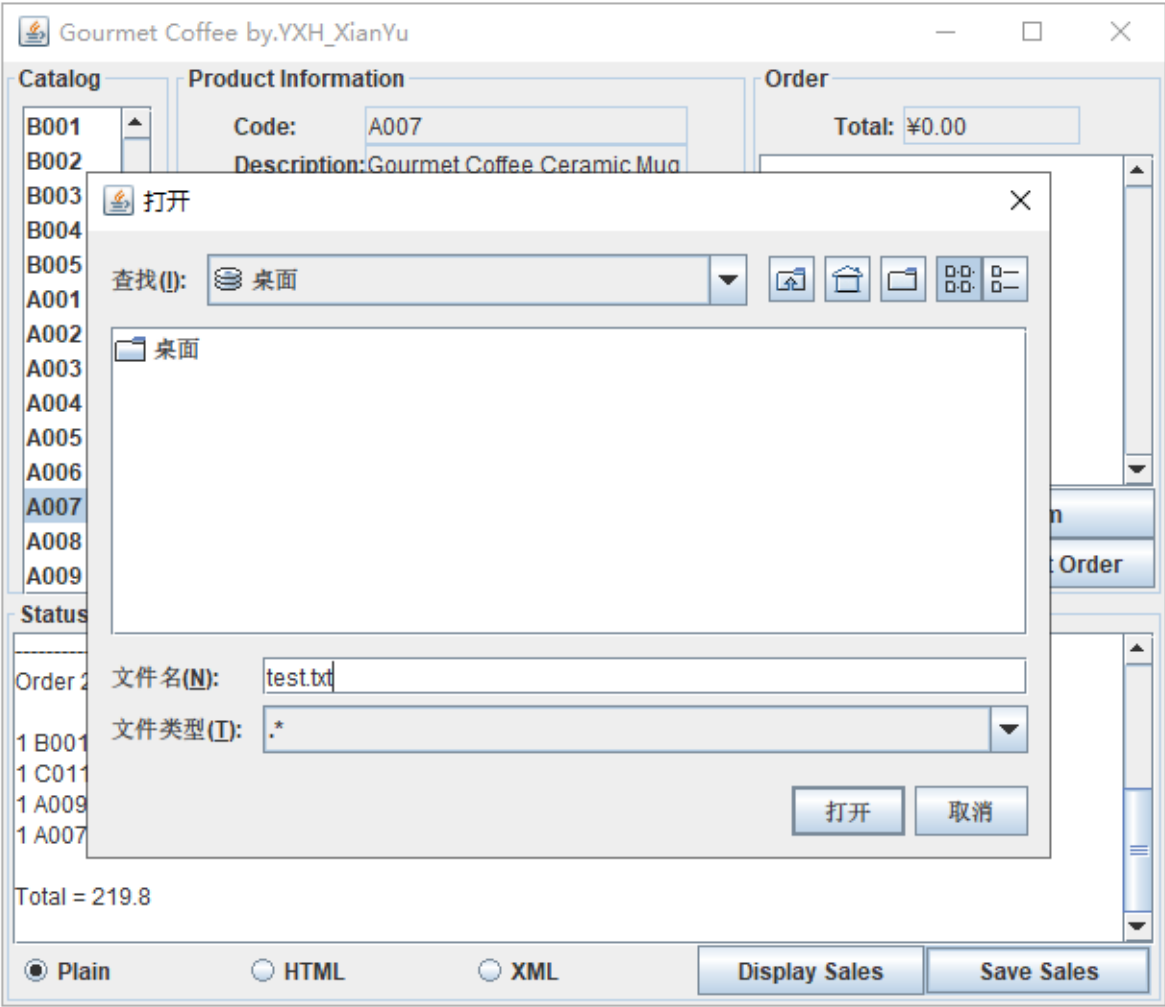 Gourmet Coffee by.YXH_XianYu
Catalog
Product Information
Order
B001
B002
B003
B004
B005
A001
A002
A003
A004
A005
A006
A007
A008
A009
Code: A007
Description: Gourmet Coffee Ceramic Mug
Total: ¥0.00
打开
查找(I): 桌面
桌面
文件名(N): test.txt
文件类型(T): .*
打开 取消
Order
Status
Order 2
1 B001
1 C011
1 A009
1 A007
Total = 219.8
Plain HTML XML Display Sales Save Sales